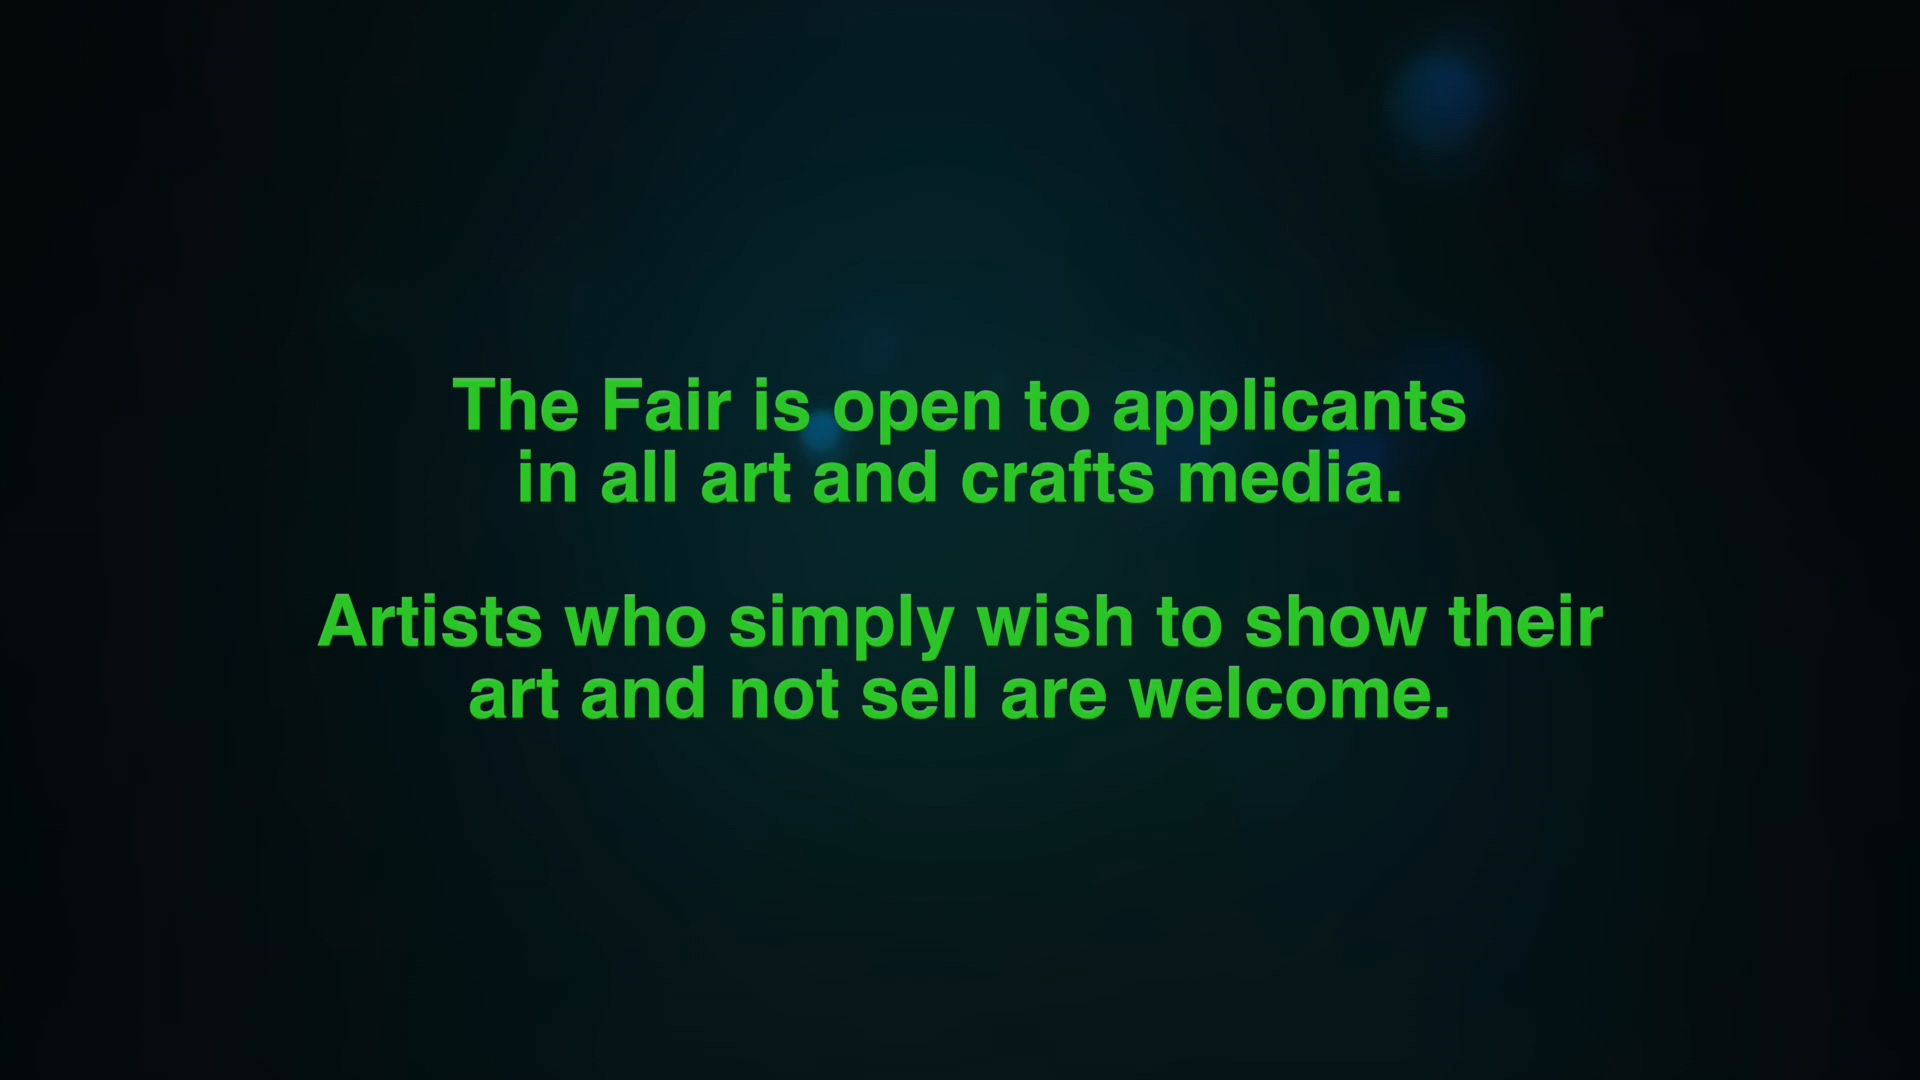 The Fair is open to applicants
in all art and crafts media.
Artists who simply wish to show their
art and not sell are welcome.